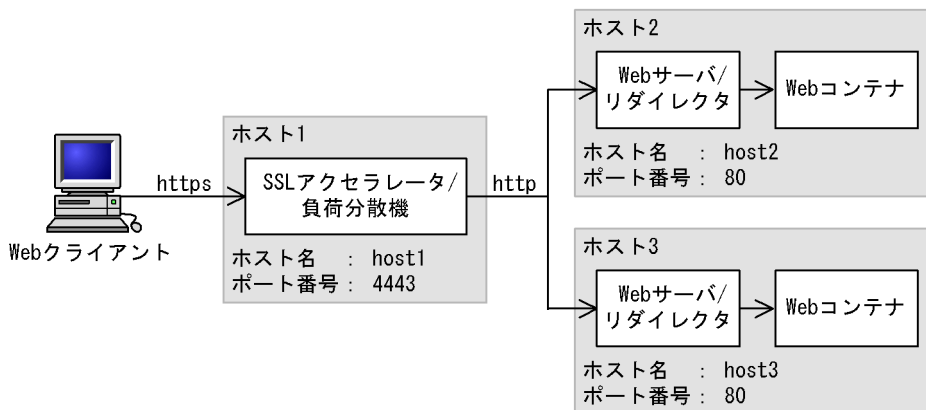 Webクライアント
https
ホスト1
SSLアクセラレータ/
負荷分散機
ホスト名 : host1
ポート番号: 4443
http
ホスト2
Webサーバ/
リダイレクタ
Webコンテナ
ホスト名 : host2
ポート番号: 80
ホスト3
Webサーバ/
リダイレクタ
Webコンテナ
ホスト名 : host3
ポート番号: 80